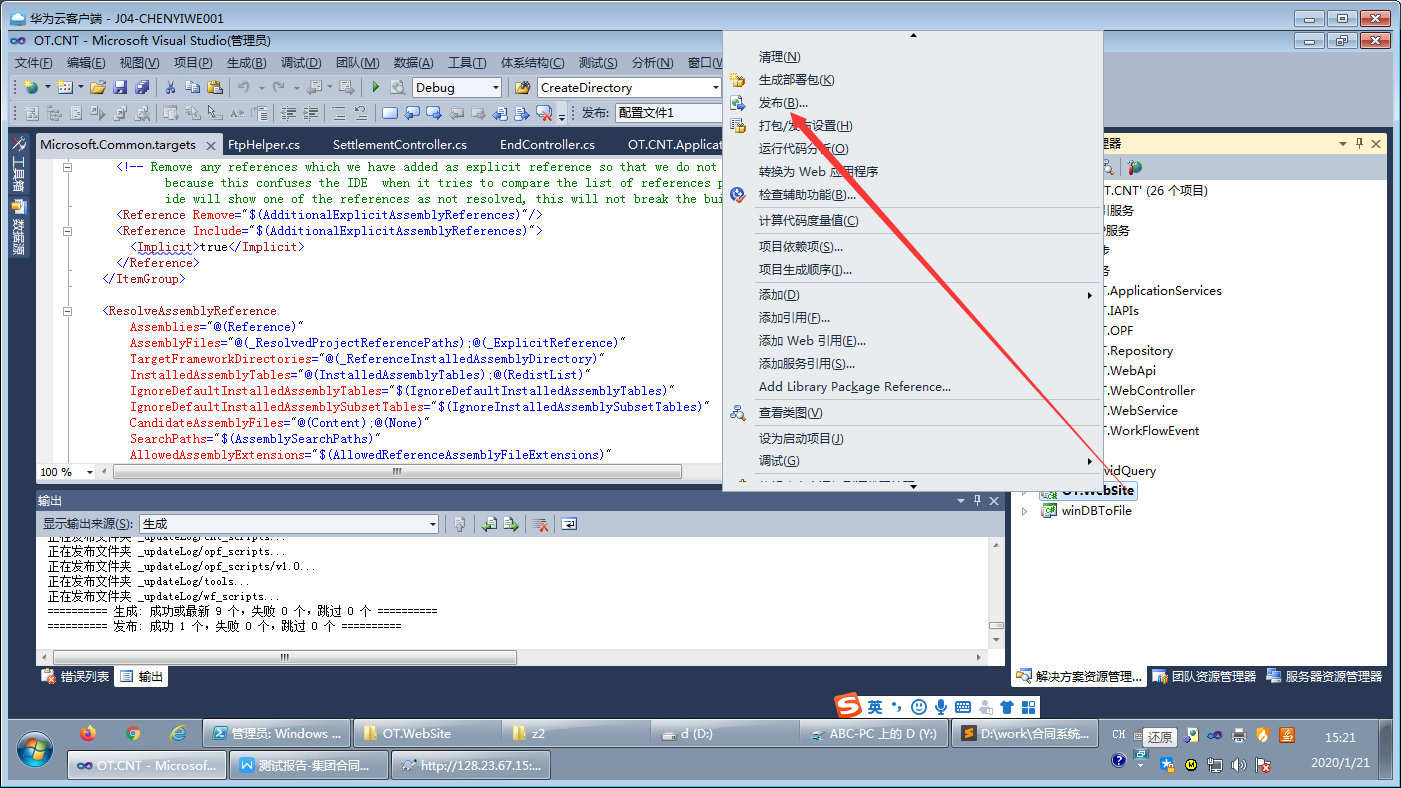 华为云客户端 - J04-CHENYIWE001
OT.CNT - Microsoft Visual Studio(管理员)
文件(F) 编辑(E) 视图(V) 项目(P) 生成(B) 调试(D) 团队(M) 数据(A) 工具(T) 体系结构(C) 测试(S) 分析(N) 窗口(
Debug CreateDirectory
发布: 配置文件1
工具箱
数据源
Microsoft.Common.targets FtpHelper.cs SettlementController.cs EndController.cs OT.CNT.Applicat
<!-- Remove any references which we have added as explicit reference so that we do not
because this confuses the IDE when it tries to compare the list of references p
ide will show one of the references as not resolved, this will not break the bui
<Reference Remove="$(AdditionalExplicitAssemblyReferences)"/>
<Reference Include="$(AdditionalExplicitAssemblyReferences)">
<Implicit>true</Implicit>
</Reference>
</ItemGroup>
<ResolveAssemblyReference
Assemblies="@(Reference)"
AssemblyFiles="@(_ResolvedProjectReferencePaths);@(_ExplicitReference)"
TargetFrameworkDirectories="@(_ReferenceInstalledAssemblyDirectory)"
InstalledAssemblyTables="@(InstalledAssemblyTables);@(RedistList)"
IgnoreDefaultInstalledAssemblyTables="$(IgnoreDefaultInstalledAssemblyTables)"
IgnoreDefaultInstalledAssemblySubsetTables="$(IgnoreInstalledAssemblySubsetTables)"
CandidateAssemblyFiles="@(Content);@(None)"
SearchPaths="$(AssemblySearchPaths)"
AllowedAssemblyExtensions="$(AllowedReferenceAssemblyFileExtensions)"
100 %
清理(N)
生成部署包(K)
发布(B)...
打包/发布设置(H)
运行代码分析(O)
转换为 Web 应用程序
检查辅助功能(B)...
计算代码度量值(C)
项目依赖项(S)...
项目生成顺序(I)...
添加(D)
添加引用(F)...
添加 Web 引用(E)...
添加服务引用(S)...
Add Library Package Reference...
查看类图(V)
设为启动项目(J)
调试(G)
器
T.CNT' (26 个项目)
引服务
服务
T.ApplicationServices
T.IAPIs
T.OPF
T.Repository
T.WebApi
T.WebController
T.WebService
T.WorkFlowEvent
vidQuery
OT.WebSite
winDBToFile
输出
显示输出来源(S): 生成
正在发布文件夹 _updateLog/cnt_scripts...
正在发布文件夹 _updateLog/opf_scripts...
正在发布文件夹 _updateLog/opf_scripts/v1.0...
正在发布文件夹 _updateLog/tools...
正在发布文件夹 _updateLog/wf_scripts...
========== 生成: 成功或最新 9 个，失败 0 个，跳过 0 个 ==========
========== 发布: 成功 1 个，失败 0 个，跳过 0 个 ==========
错误列表 输出
解决方案资源管理... 团队资源管理器 服务器资源管理器
S 英
管理员: Windows ... OT.WebSite z2 d (D:) ABC-PC 上的 D (Y:) D:\work\合同系统... CH 还原 15:21
OT.CNT - Microsof... 测试报告-集团合同... http://128.23.67.15:... 2020/1/21